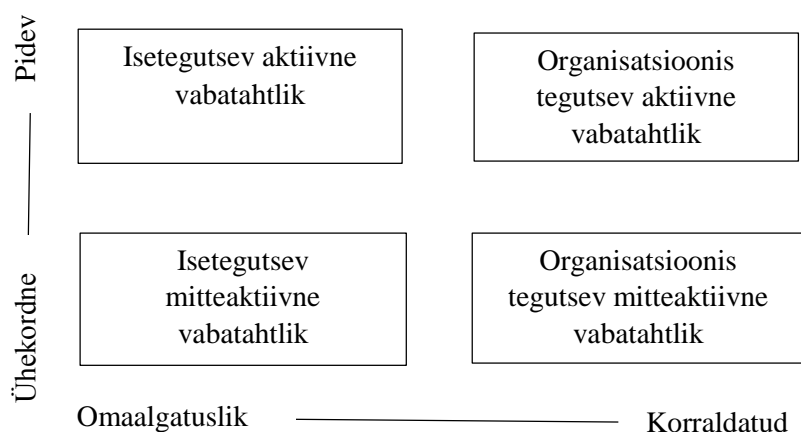 Pidev
Isetegutsev aktiivne
vabatahtlik
Organisatsioonis
tegutsev aktiivne
vabatahtlik
Ühekordne
Isetegutsev
mitteaktiivne
vabatahtlik
Organisatsioonis
tegutsev mitteaktiivne
vabatahtlik
Omaalgatuslik
Korraldatud